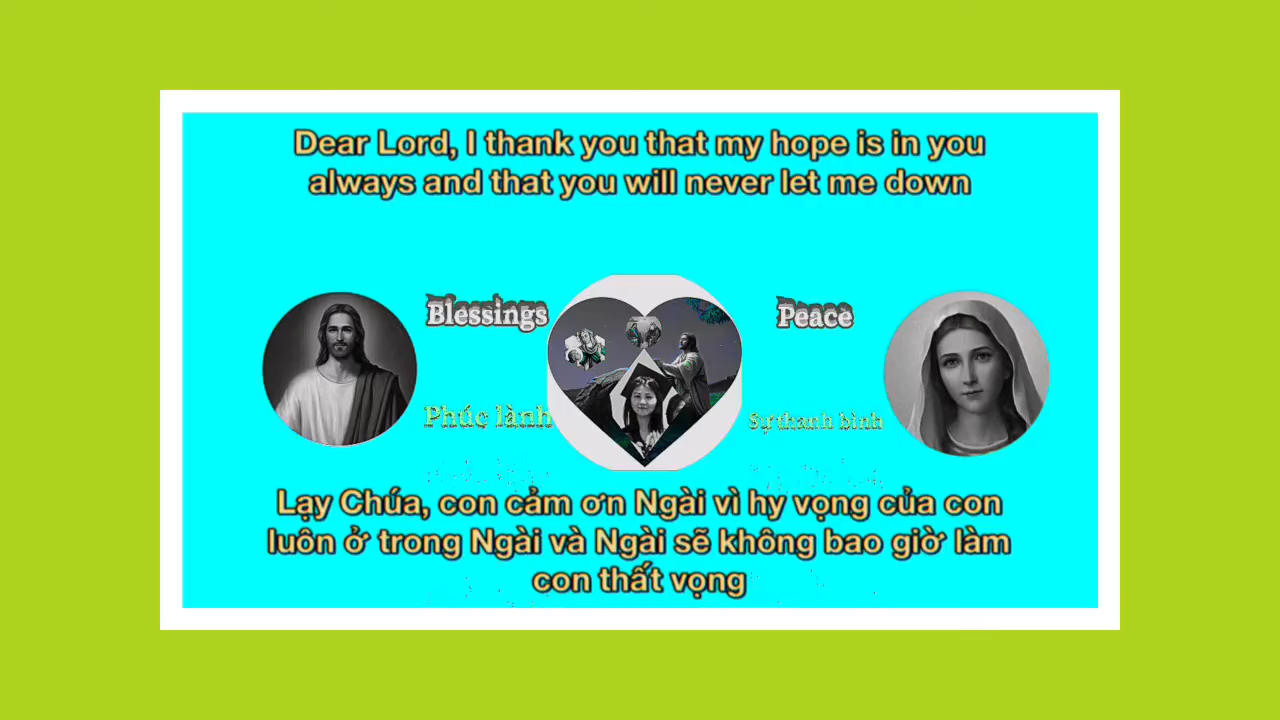 Dear Lord, I thank you that my hope is in you
always and that you will never let me down
Blessings
Peace
Phúc lành
Sự thanh bình
Lạy Chúa, con cảm ơn Ngài vì hy vọng của con
luôn ở trong Ngài và Ngài sẽ không bao giờ làm
con thất vọng